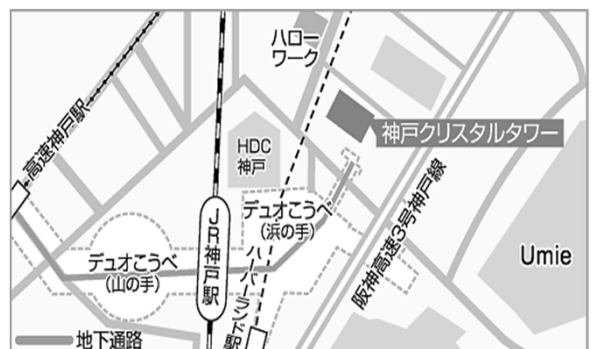 ハロー
ワーク
神戸クリスタルタワー
高速神戸駅
HDC
神戸
デュオこうべ
(浜の手)
JR神戸駅
デュオこうべ
(山の手)
ハーバーランド駅
阪神高速3号神戸線
Umie
地下通路